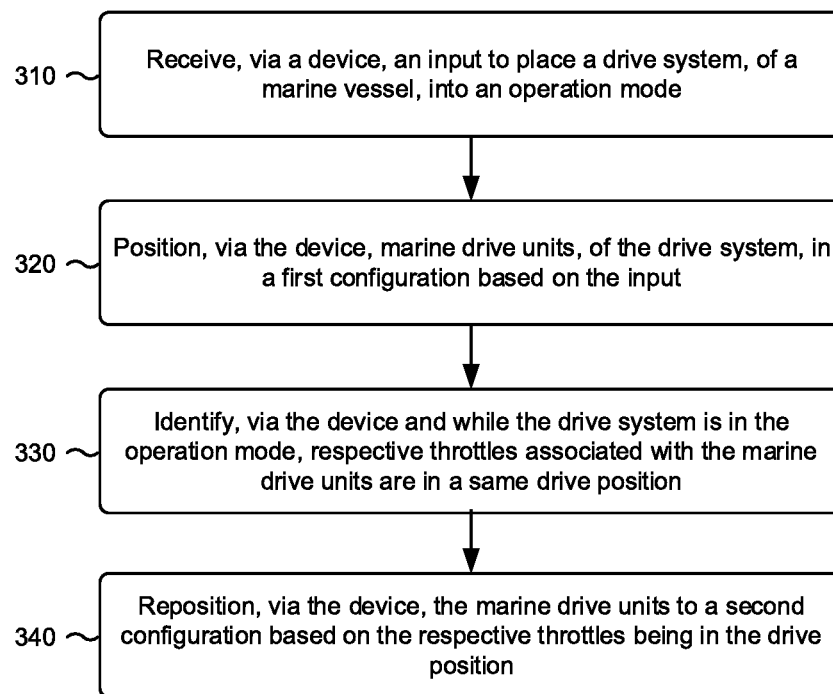 310
Receive, via a device, an input to place a drive system, of a
marine vessel, into an operation mode
320
Position, via the device, marine drive units, of the drive system, in
a first configuration based on the input
330
Identify, via the device and while the drive system is in the
operation mode, respective throttles associated with the marine
drive units are in a same drive position
340
Reposition, via the device, the marine drive units to a second
configuration based on the respective throttles being in the drive
position